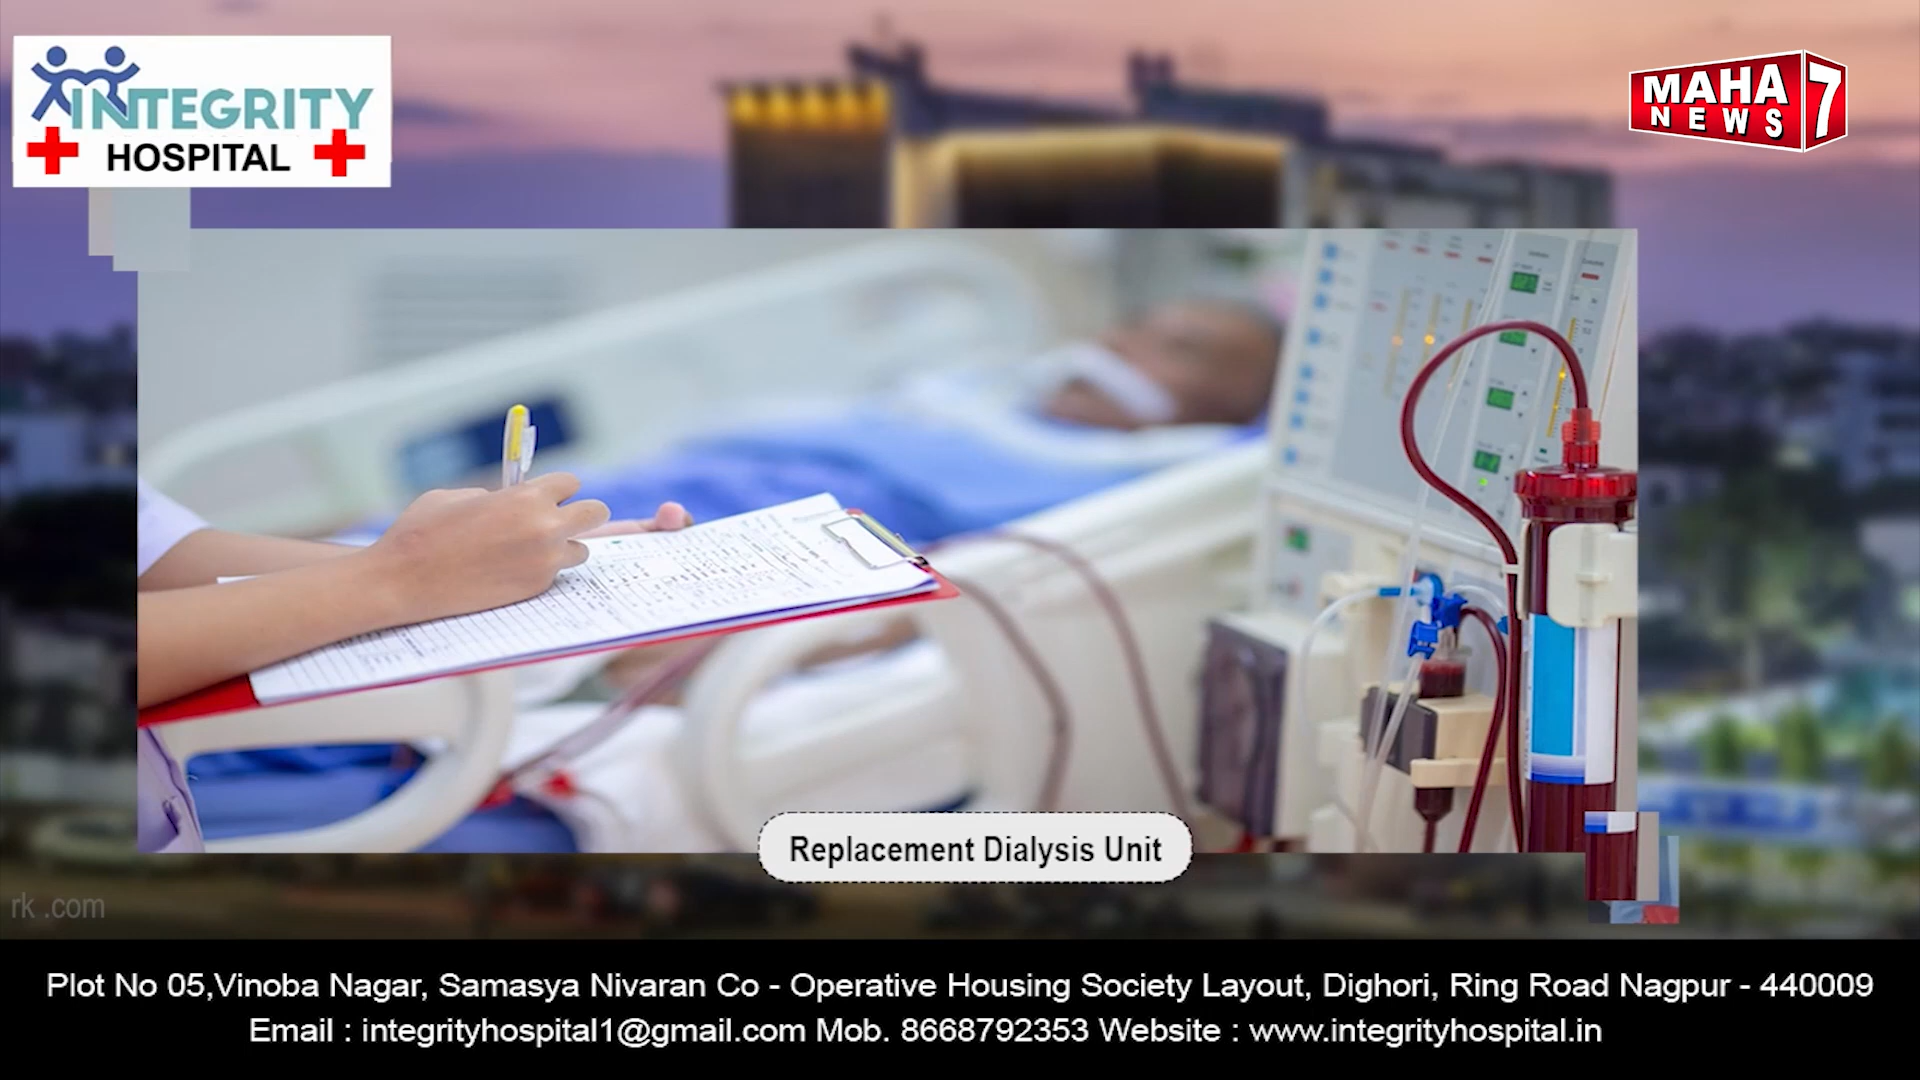 INTEGRITY
HOSPITAL
MAHA
NEWS
7
Replacement Dialysis Unit
rk .com
Plot No 05,Vinoba Nagar, Samasya Nivaran Co - Operative Housing Society Layout, Dighori, Ring Road Nagpur - 440009
Email : integrityhospital1@gmail.com Mob. 8668792353 Website : www.integrityhospital.in